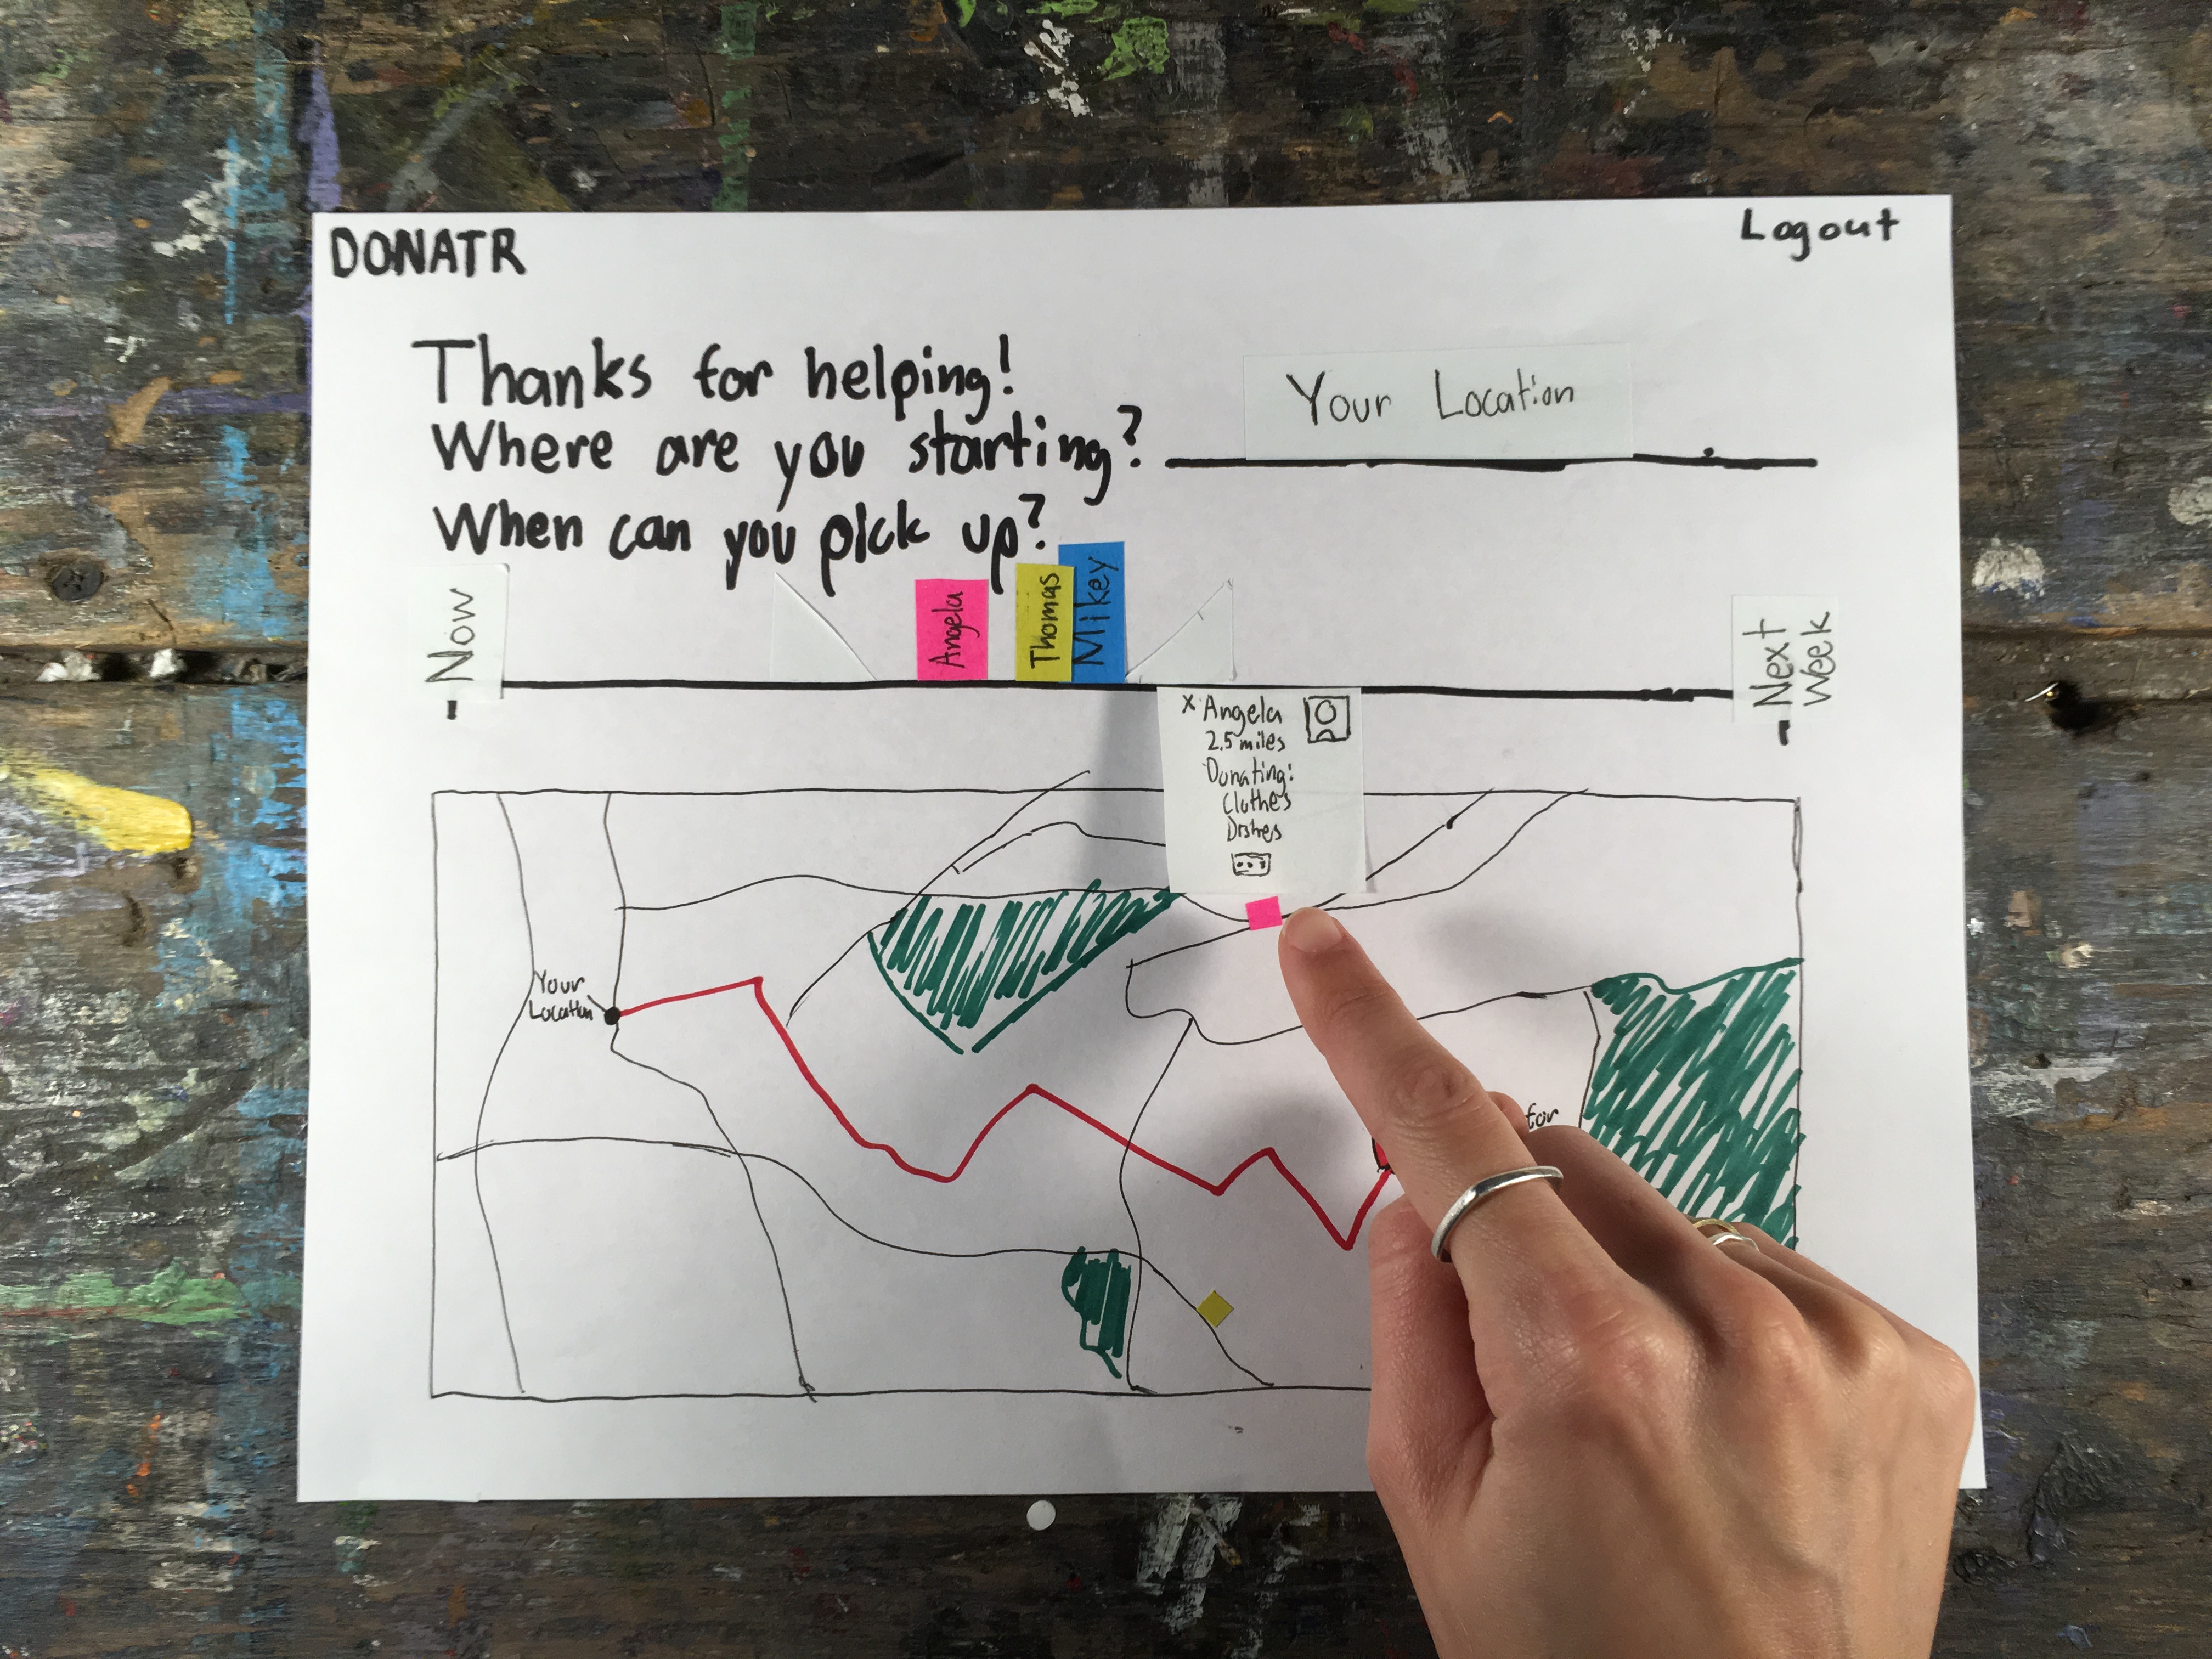 DONATR
Logout
Thanks for helping!
Where are you starting?
Your Location
When can you pick up?
Now
Angela
Thomas
Mikey
Next
Week
x Angela
2.5 miles
Donating:
Clothes
Dishes
Your
Location